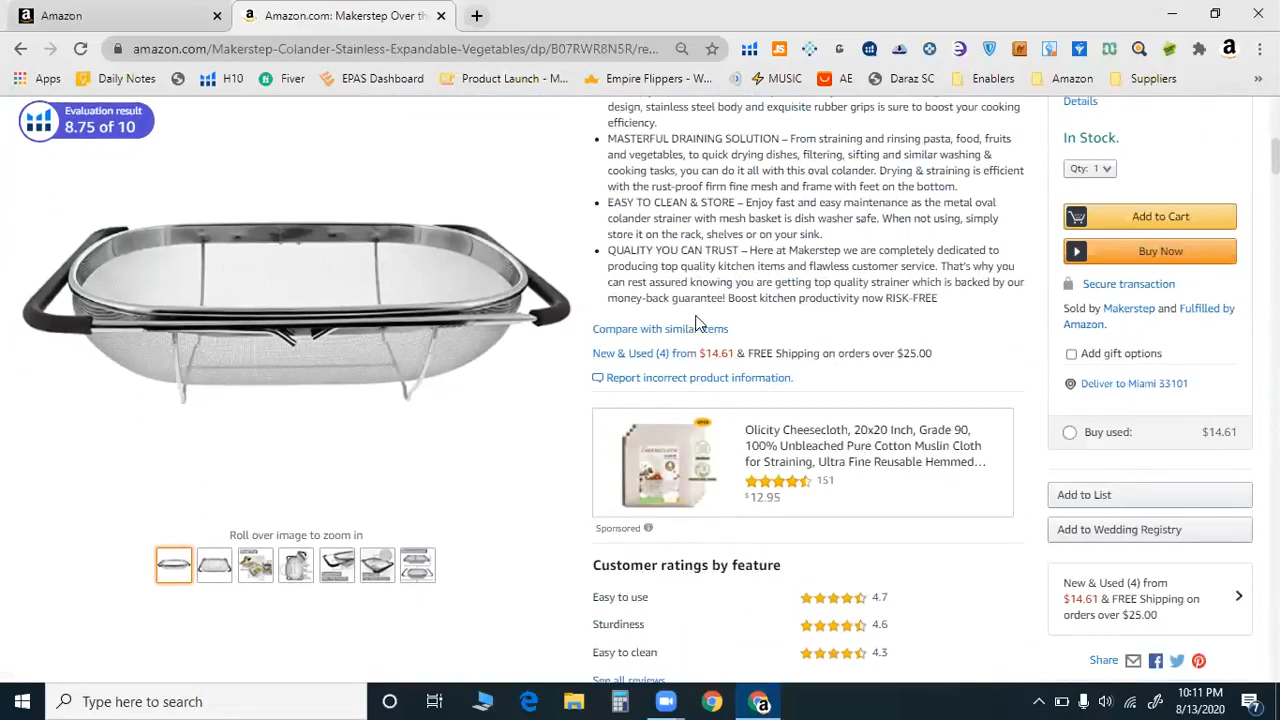 Amazon
Amazon.com: Makerstep Over th
amazon.com/Makerstep-Colander-Stainless-Expandable-Vegetables/dp/B07RWR8N5R/re...
Apps
Daily Notes
H10
Fiver
EPAS Dashboard
Product Launch - M...
Empire Flippers - W...
MUSIC
AE
Daraz SC
Enablers
Amazon
Suppliers
»
Evaluation result
8.75 of 10
design, stainless steel body and exquisite rubber grips is sure to boost your cooking
efficiency.
MASTERFUL DRAINING SOLUTION – From straining and rinsing pasta, food, fruits
and vegetables, to quick drying dishes, filtering, sifting and similar washing &
cooking tasks, you can do it all with this oval colander. Drying & straining is efficient
with the rust-proof firm fine mesh and frame with feet on the bottom.
EASY TO CLEAN & STORE – Enjoy fast and easy maintenance as the metal oval
colander strainer with mesh basket is dish washer safe. When not using, simply
store it on the rack, shelves or on your sink.
QUALITY YOU CAN TRUST – Here at Makerstep we are completely dedicated to
producing top quality kitchen items and flawless customer service. That's why you
can rest assured knowing you are getting top quality strainer which is backed by our
money-back guarantee! Boost kitchen productivity now RISK-FREE
Compare with similar items
New & Used (4) from $14.61 & FREE Shipping on orders over $25.00
Report incorrect product information.
Olicity Cheesecloth, 20x20 Inch, Grade 90,
100% Unbleached Pure Cotton Muslin Cloth
for Straining, Ultra Fine Reusable Hemmed...
151
$12.95
Sponsored
Customer ratings by feature
Easy to use 4.7
Sturdiness 4.6
Easy to clean 4.3
See all reviews
Roll over image to zoom in
Details
In Stock.
Qty: 1
Add to Cart
Buy Now
Secure transaction
Sold by Makerstep and Fulfilled by
Amazon.
Add gift options
Deliver to Miami 33101
Buy used: $14.61
Add to List
Add to Wedding Registry
New & Used (4) from
$14.61 & FREE Shipping on
orders over $25.00
Share
Type here to search
10:11 PM
8/13/2020